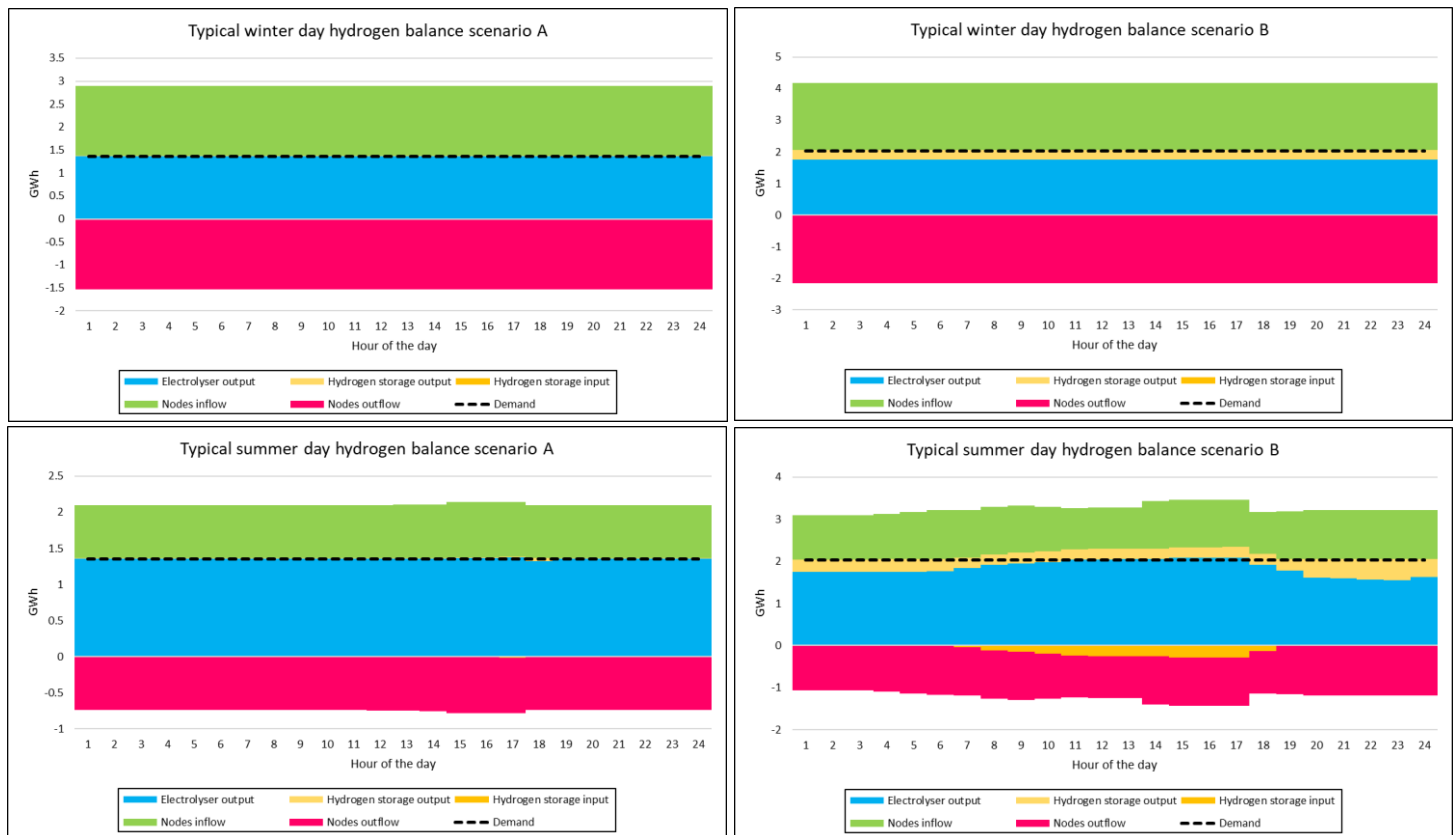 Typical winter day hydrogen balance scenario A
3.5
3
2.5
2
1.5
1
0.5
0
-0.5
-1
-1.5
-2
GWh
1 2 3 4 5 6 7 8 9 10 11 12 13 14 15 16 17 18 19 20 21 22 23 24
Hour of the day
Electrolyser output Hydrogen storage output Hydrogen storage input
Nodes inflow Nodes outflow Demand
Typical winter day hydrogen balance scenario B
5
4
3
2
1
0
-1
-2
-3
GWh
1 2 3 4 5 6 7 8 9 10 11 12 13 14 15 16 17 18 19 20 21 22 23 24
Hour of the day
Electrolyser output Hydrogen storage output Hydrogen storage input
Nodes inflow Nodes outflow Demand
Typical summer day hydrogen balance scenario A
2.5
2
1.5
1
0.5
0
-0.5
-1
GWh
1 2 3 4 5 6 7 8 9 10 11 12 13 14 15 16 17 18 19 20 21 22 23 24
Hour of the day
Electrolyser output Hydrogen storage output Hydrogen storage input
Nodes inflow Nodes outflow Demand
Typical summer day hydrogen balance scenario B
4
3
2
1
0
-1
-2
GWh
1 2 3 4 5 6 7 8 9 10 11 12 13 14 15 16 17 18 19 20 21 22 23 24
Hour of the day
Electrolyser output Hydrogen storage output Hydrogen storage input
Nodes inflow Nodes outflow Demand